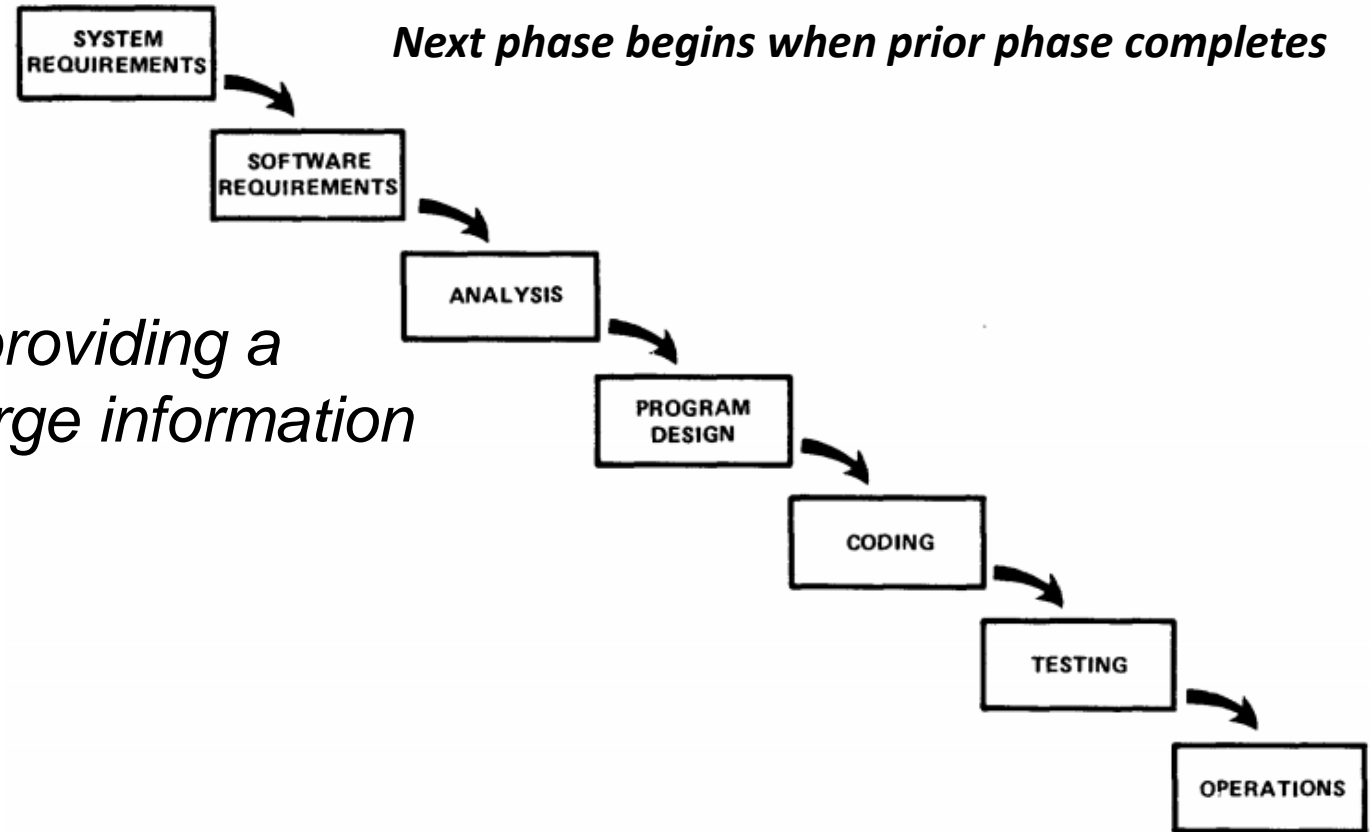 SYSTEM
REQUIREMENTS
Next phase begins when prior phase completes
SOFTWARE
REQUIREMENTS
ANALYSIS
providing a
rge information
PROGRAM
DESIGN
CODING
TESTING
OPERATIONS